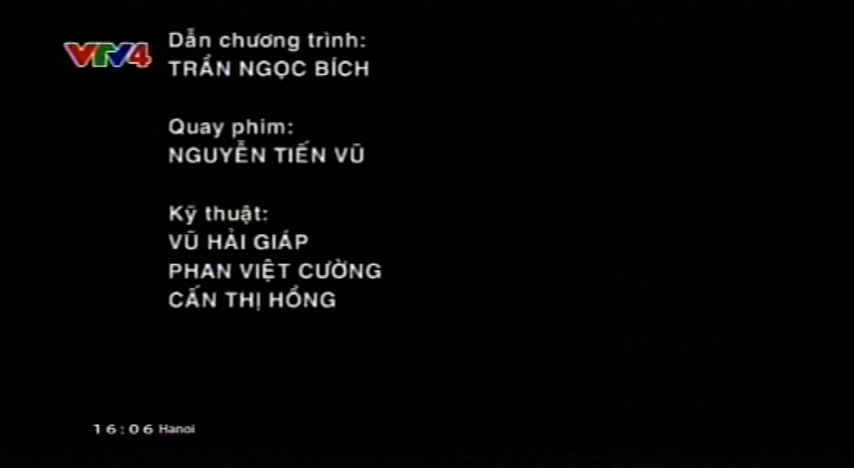 VTV4
Dẫn chương trình:
TRẦN NGỌC BÍCH
Quay phim:
NGUYỄN TIẾN VŨ
Kỹ thuật:
VŨ HẢI GIÁP
PHAN VIỆT CƯỜNG
CẤN THỊ HỒNG
16:06 Hanoi